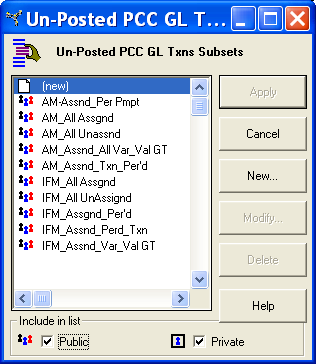 Un-Posted PCC GL T...
Un-Posted PCC GL Txns Subsets
(new)
AM-Assnd_Per Pmpt
AM_All Assgnd
AM_All Unassnd
AM_Assnd_All Var_Val GT
AM_Assnd_Txn_Per'd
IFM_All Assgnd
IFM_All UnAssignd
IFM_Assgnd_Per'd
IFM_Assnd_Perd_Txn
IFM_Assnd_Var_Val GT
Apply
Cancel
New...
Modify...
Delete
Help
Include in list
Public
Private